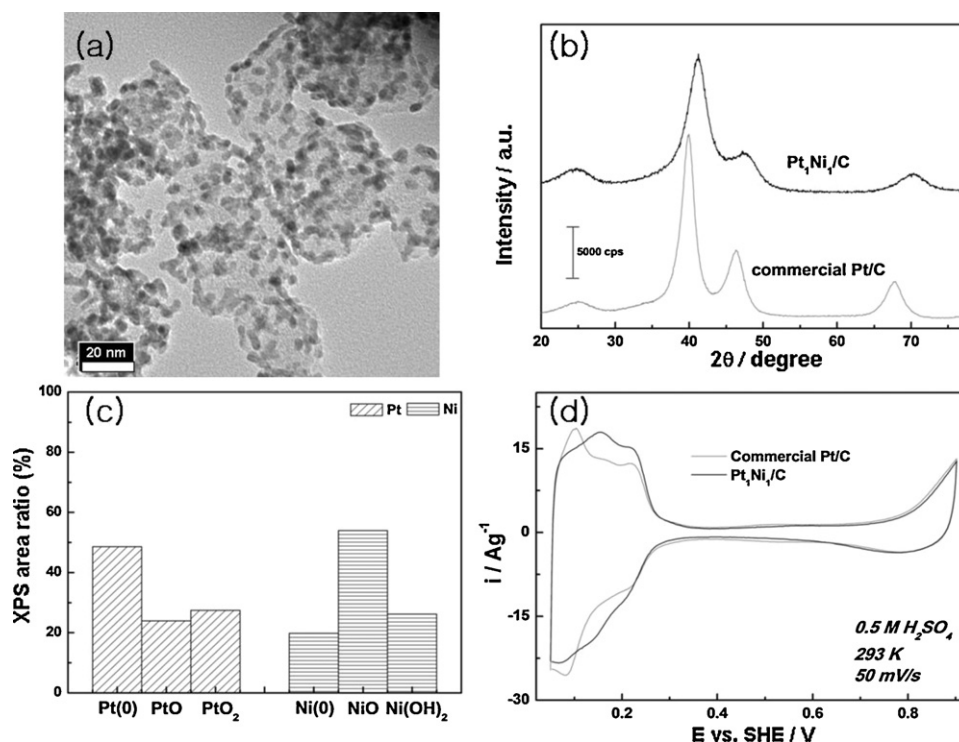 (a)
20 nm
(b)
Intensity / a.u.
Pt₁Ni₁/C
5000 cps
commercial Pt/C
20 30 40 50 60 70
2θ / degree
(c)
Pt Ni
XPS area ratio (%)
100
80
60
40
20
0
Pt(0) PtO PtO₂ Ni(0) NiO Ni(OH)₂
(d)
Commercial Pt/C
Pt₁Ni₁/C
i / Ag⁻¹
15
0
-15
-30
0.5 M H₂SO₄
293 K
50 mV/s
0.2 0.4 0.6 0.8
E vs. SHE / V